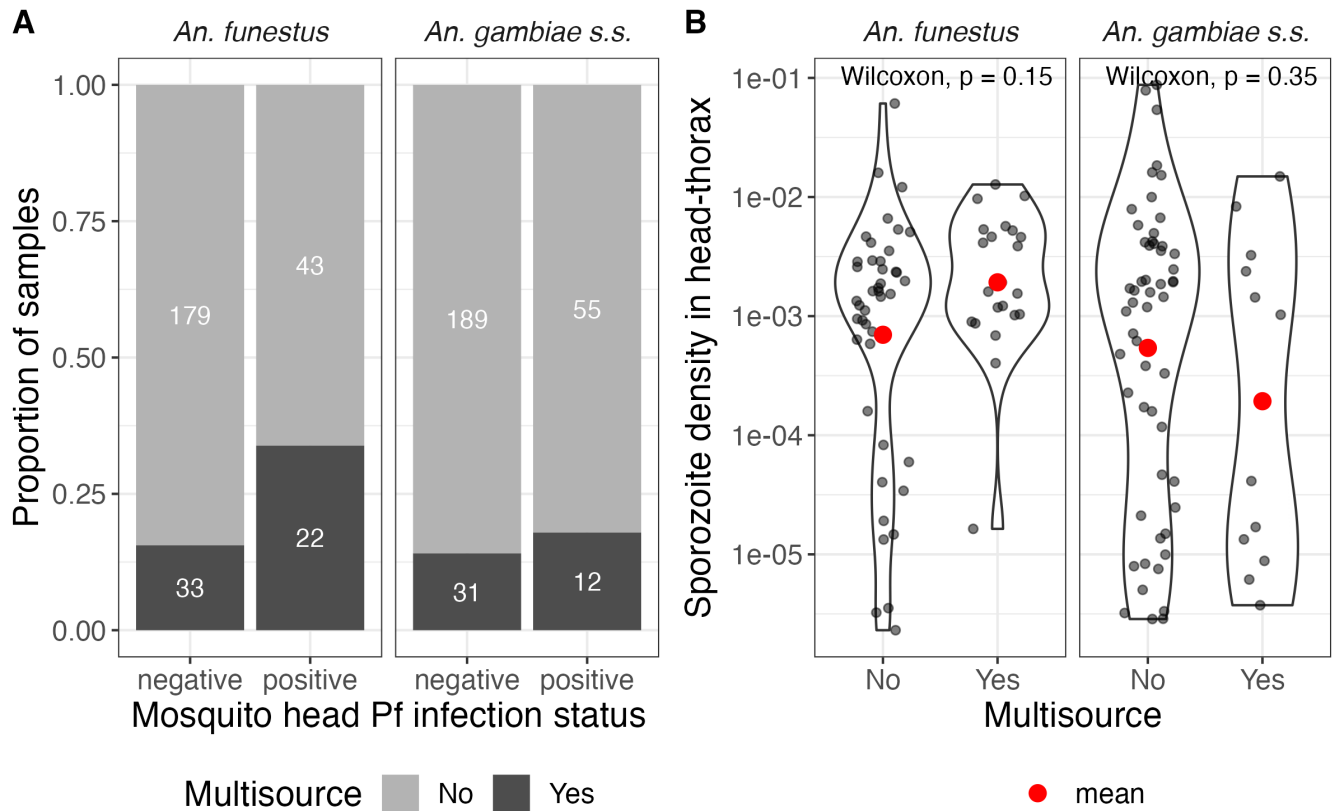 A
An. funestus
An. gambiae s.s.
Proportion of samples
1.00
0.75
0.50
0.25
0.00
179
33
43
22
189
31
55
12
negative
positive
negative
positive
Mosquito head Pf infection status
Multisource
No
Yes
B
An. funestus
An. gambiae s.s.
Sporozoite density in head-thorax
1e-01
1e-02
1e-03
1e-04
1e-05
Wilcoxon, p = 0.15
Wilcoxon, p = 0.35
No
Yes
No
Yes
Multisource
mean